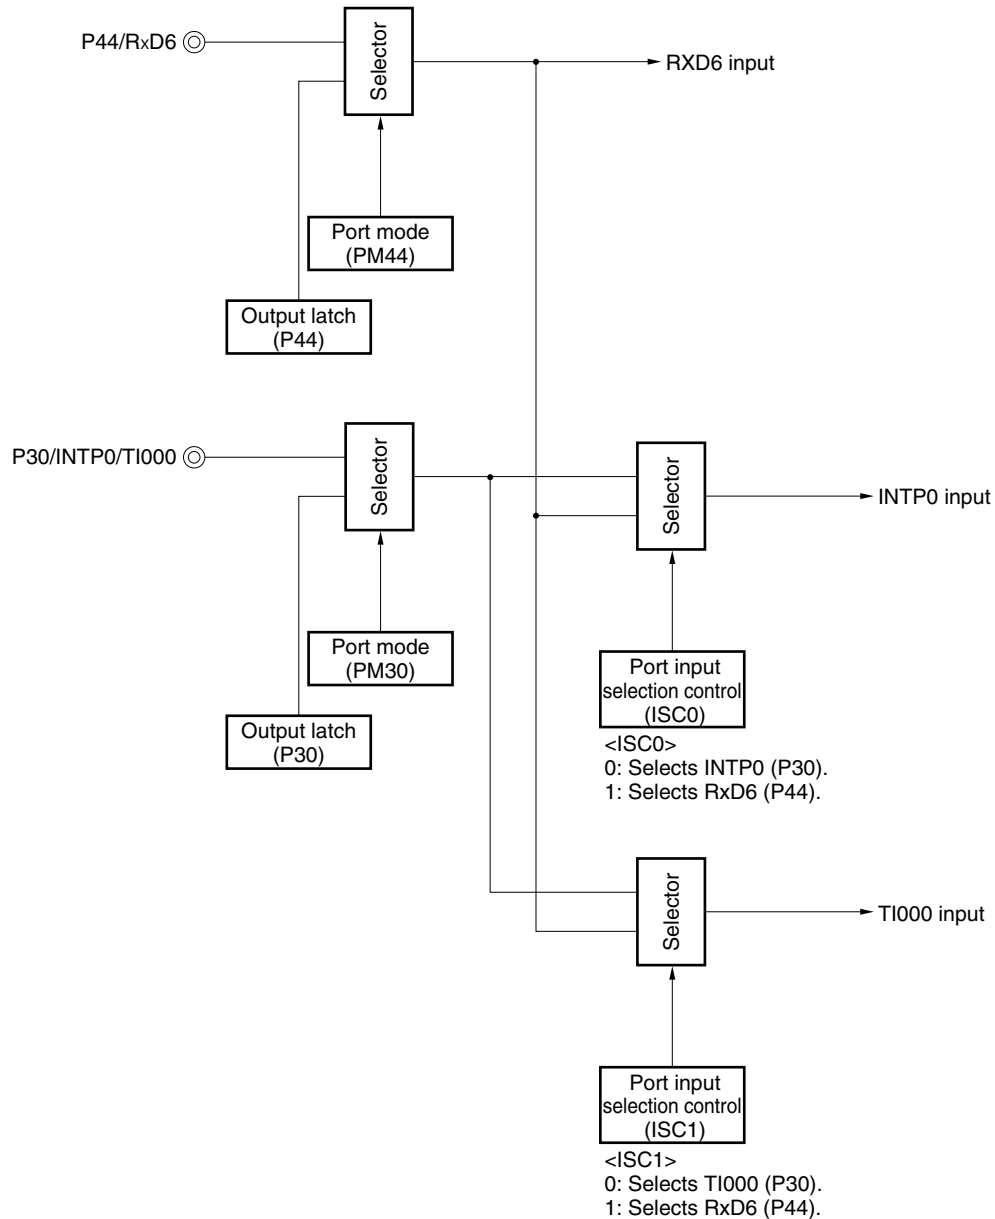 P44/RxD6
Selector
RXD6 input
Port mode
(PM44)
Output latch
(P44)
P30/INTP0/TI000
Selector
Selector
INTP0 input
Port mode
(PM30)
Output latch
(P30)
Port input
selection control
(ISC0)
<ISC0>
0: Selects INTP0 (P30).
1: Selects RxD6 (P44).
Selector
TI000 input
Port input
selection control
(ISC1)
<ISC1>
0: Selects TI000 (P30).
1: Selects RxD6 (P44).